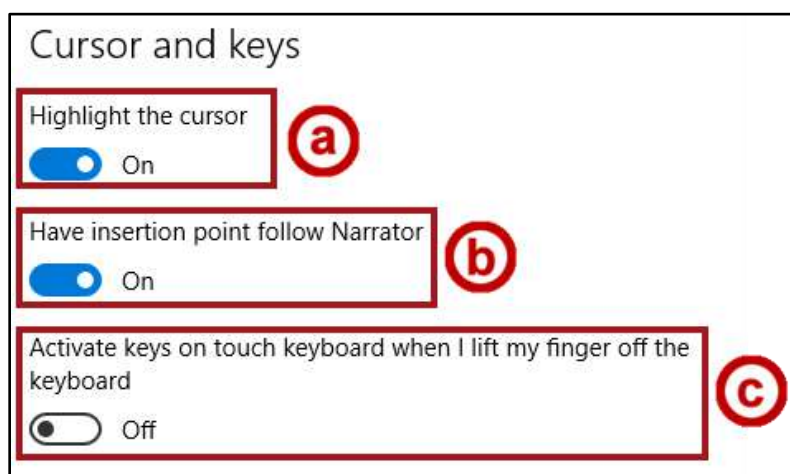 Cursor and keys
Highlight the cursor
On
a
Have insertion point follow Narrator
On
b
Activate keys on touch keyboard when I lift my finger off the
keyboard
Off
c